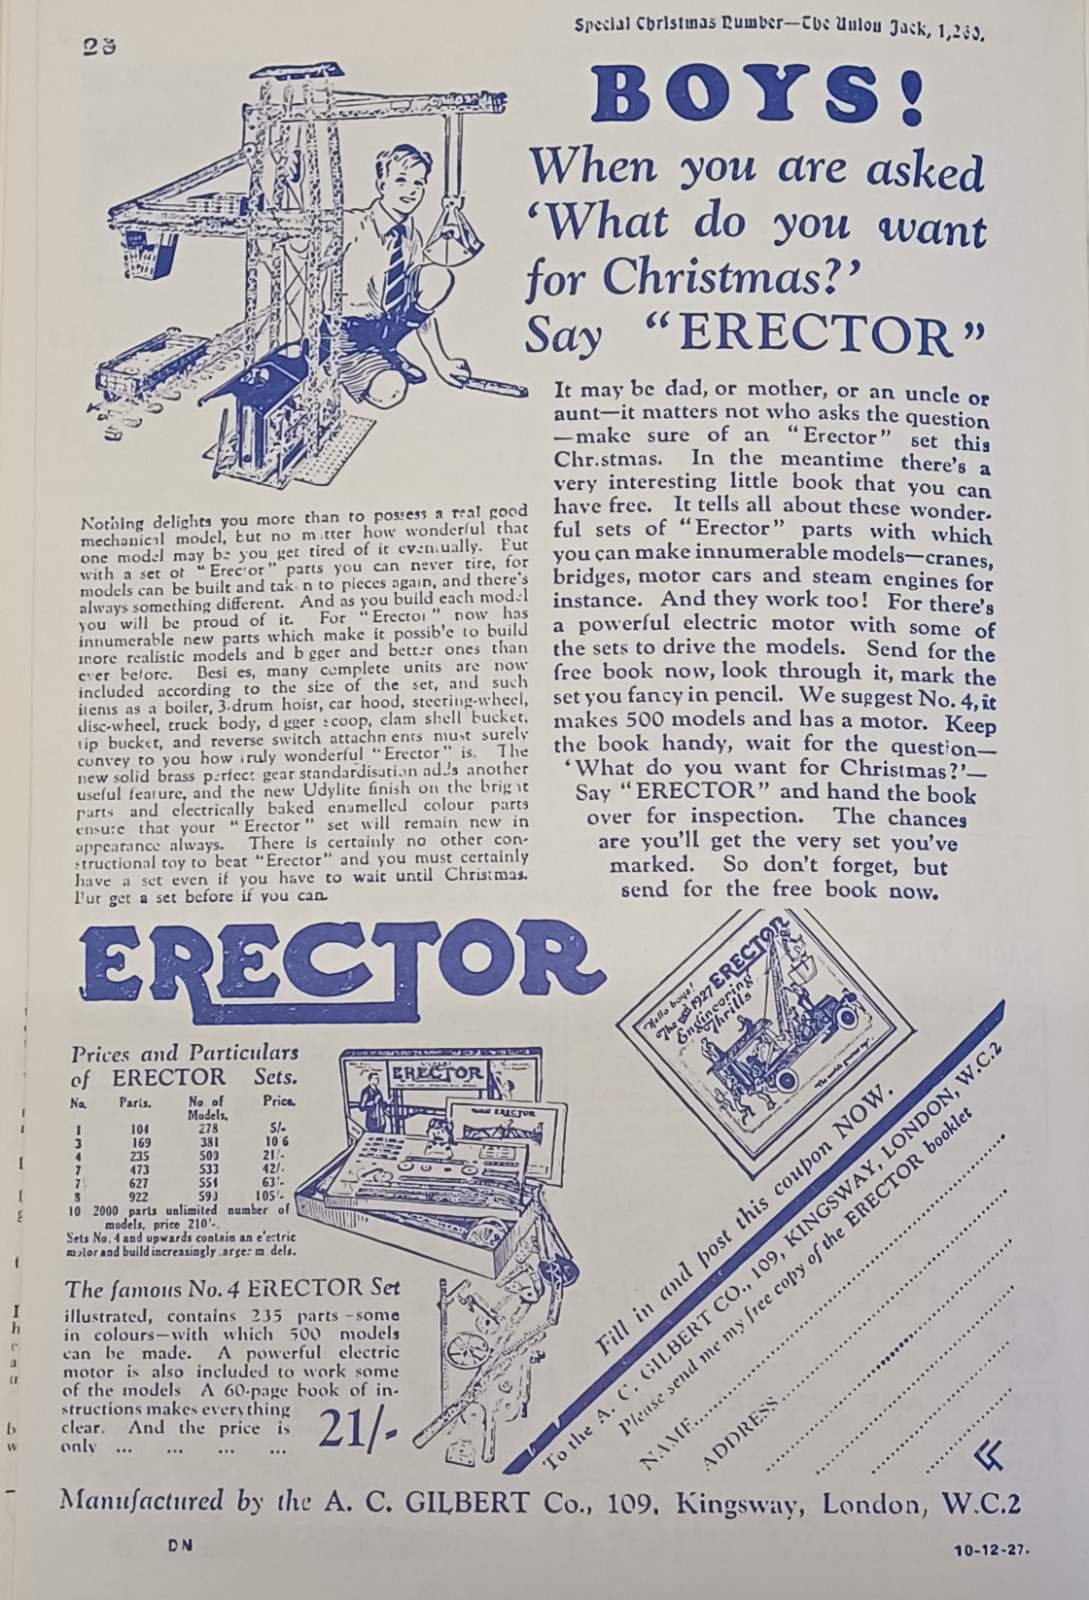 Special Christmas Number—The Union Jack, 1,260.
28
BOYS!
When you are asked
‘What do you want
for Christmas?’
Say “ERECTOR”
It may be dad, or mother, or an uncle or
aunt—it matters not who asks the question
—make sure of an “Erector” set this
Chr.stmas. In the meantime there's a
very interesting little book that you can
have free. It tells all about these wonder-
ful sets of “Erector” parts with which
you can make innumerable models—cranes,
bridges, motor cars and steam engines for
instance. And they work too! For there's
a powerful electric motor with some of
the sets to drive the models. Send for the
free book now, look through it, mark the
set you fancy in pencil. We suggest No. 4, it
makes 500 models and has a motor. Keep
the book handy, wait for the question—
‘What do you want for Christmas?’—
Say “ERECTOR” and hand the book
over for inspection. The chances
are you'll get the very set you've
marked. So don't forget, but
send for the free book now.
Nothing delights you more than to possess a real good
mechanical model, but no matter how wonderful that
one model may be you get tired of it eventually. But
with a set of “Erector” parts you can never tire, for
models can be built and taken to pieces again, and there's
always something different. And as you build each model
you will be proud of it. For “Erector” now has
innumerable new parts which make it possible to build
more realistic models and bigger and better ones than
ever before. Besides, many complete units are now
included according to the size of the set, and such
items as a boiler, 3-drum hoist, car hood, steering-wheel,
disc-wheel, truck body, digger scoop, clam shell bucket,
tip bucket, and reverse switch attachments must surely
convey to you how truly wonderful “Erector” is. The
new solid brass perfect gear standardisation adds another
useful feature, and the new Udylite finish on the bright
parts and electrically baked enamelled colour parts
ensure that your “Erector” set will remain new in
appearance always. There is certainly no other con-
structional toy to beat “Erector” and you must certainly
have a set even if you have to wait until Christmas.
But get a set before if you can.
ERECTOR
Prices and Particulars
of ERECTOR Sets.
No. Parts. No. of Models. Price.
1 104 278 5/-
3 169 381 10 6
4 235 500 21/-
7 473 533 42/-
7 627 554 63/-
8 922 593 105/-
10 2000 parts unlimited number of
models, price 210/-.
Sets No. 4 and upwards contain an electric
motor and build increasingly larger models.
ERECTOR
ERECTOR
The famous No. 4 ERECTOR Set
illustrated, contains 235 parts—some
in colours—with which 500 models
can be made. A powerful electric
motor is also included to work some
of the models A 60-page book of in-
structions makes everything
clear. And the price is
only ... ... ... ... 21/-
Hello boys!
The 1927 ERECTOR
Engineering
Thrills
Fill in and post this coupon NOW.
To the A. C. GILBERT CO., 109, KINGSWAY, LONDON, W.C.2
Please send me my free copy of the ERECTOR booklet
NAME
ADDRESS
Manufactured by the A. C. GILBERT Co., 109, Kingsway, London, W.C.2
DN
10-12-27.